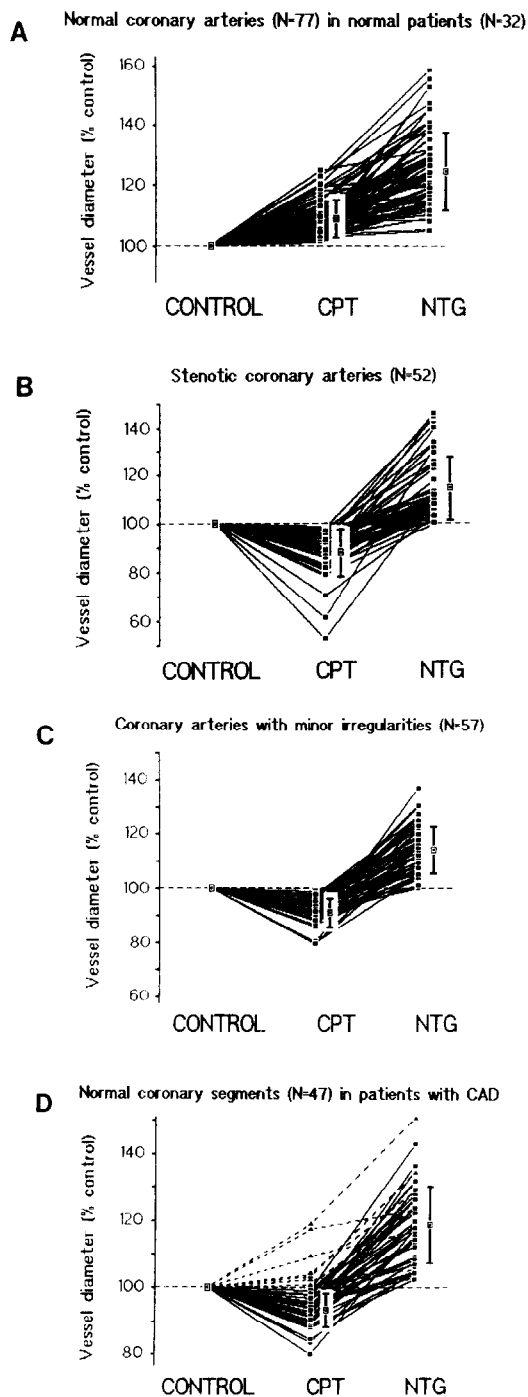 A
Normal coronary arteries (N=77) in normal patients (N=32)
Vessel diameter (% control)
160
140
120
100
CONTROL CPT NTG
B
Stenotic coronary arteries (N=52)
Vessel diameter (% control)
140
120
100
80
60
CONTROL CPT NTG
C
Coronary arteries with minor irregularities (N=57)
Vessel diameter (% control)
140
120
100
80
60
CONTROL CPT NTG
D
Normal coronary segments (N=47) in patients with CAD
Vessel diameter (% control)
140
120
100
80
CONTROL CPT NTG